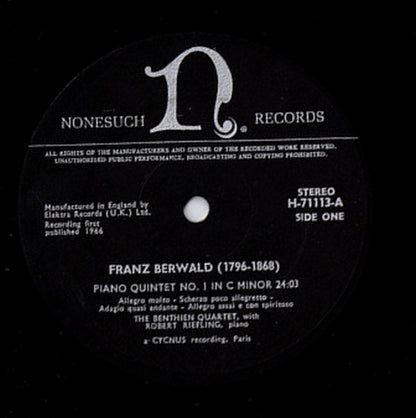 n.
NONESUCH RECORDS
ALL RIGHTS OF THE MANUFACTURERS AND OWNER OF THE RECORDED WORK RESERVED.
UNAUTHORISED PUBLIC PERFORMANCE, BROADCASTING AND COPYING PROHIBITED.
Manufactured in England by
Elektra Records (U.K.) Ltd.
Recording first
published 1966
STEREO
H-71113-A
SIDE ONE
FRANZ BERWALD (1796-1868)
PIANO QUINTET NO. 1 IN C MINOR 24:03
Allegro molto - Scherzo poco allegretto -
Adagio quasi andante - Allegro assai e con spiritoso
THE BENTHIEN QUARTET, with
ROBERT RIEFLING, piano
a· CYCNUS recording, Paris